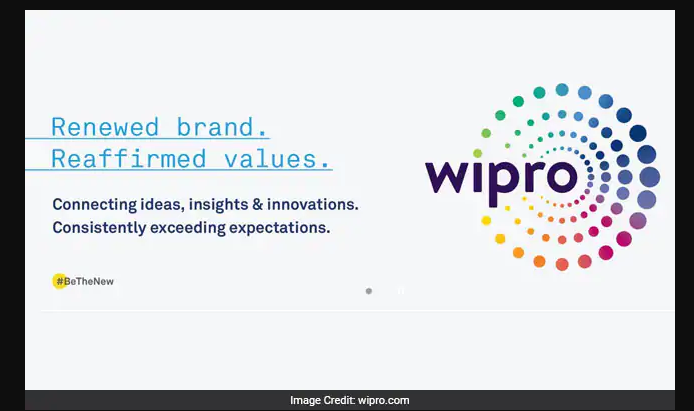 Renewed brand.
Reaffirmed values.
wipro
Connecting ideas, insights & innovations.
Consistently exceeding expectations.
#BeTheNew
Image Credit: wipro.com